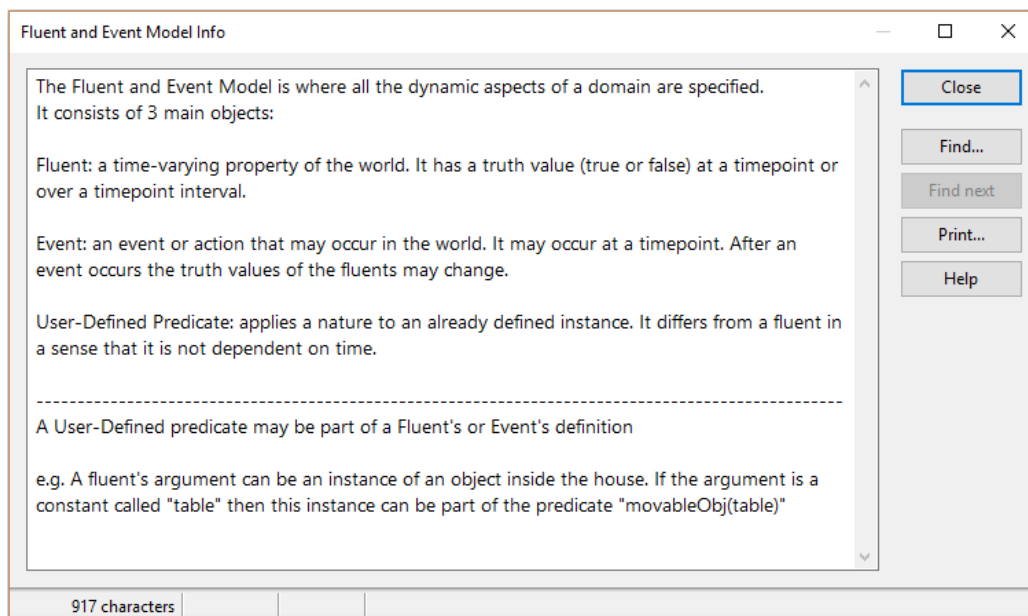 Fluent and Event Model Info
The Fluent and Event Model is where all the dynamic aspects of a domain are specified.
It consists of 3 main objects:
Fluent: a time-varying property of the world. It has a truth value (true or false) at a timepoint or
over a timepoint interval.
Event: an event or action that may occur in the world. It may occur at a timepoint. After an
event occurs the truth values of the fluents may change.
User-Defined Predicate: applies a nature to an already defined instance. It differs from a fluent in
a sense that it is not dependent on time.
----------------------------------------------------------------------------------------------------
A User-Defined predicate may be part of a Fluent's or Event's definition
e.g. A fluent's argument can be an instance of an object inside the house. If the argument is a
constant called "table" then this instance can be part of the predicate "movableObj(table)"
Close
Find...
Find next
Print...
Help
917 characters